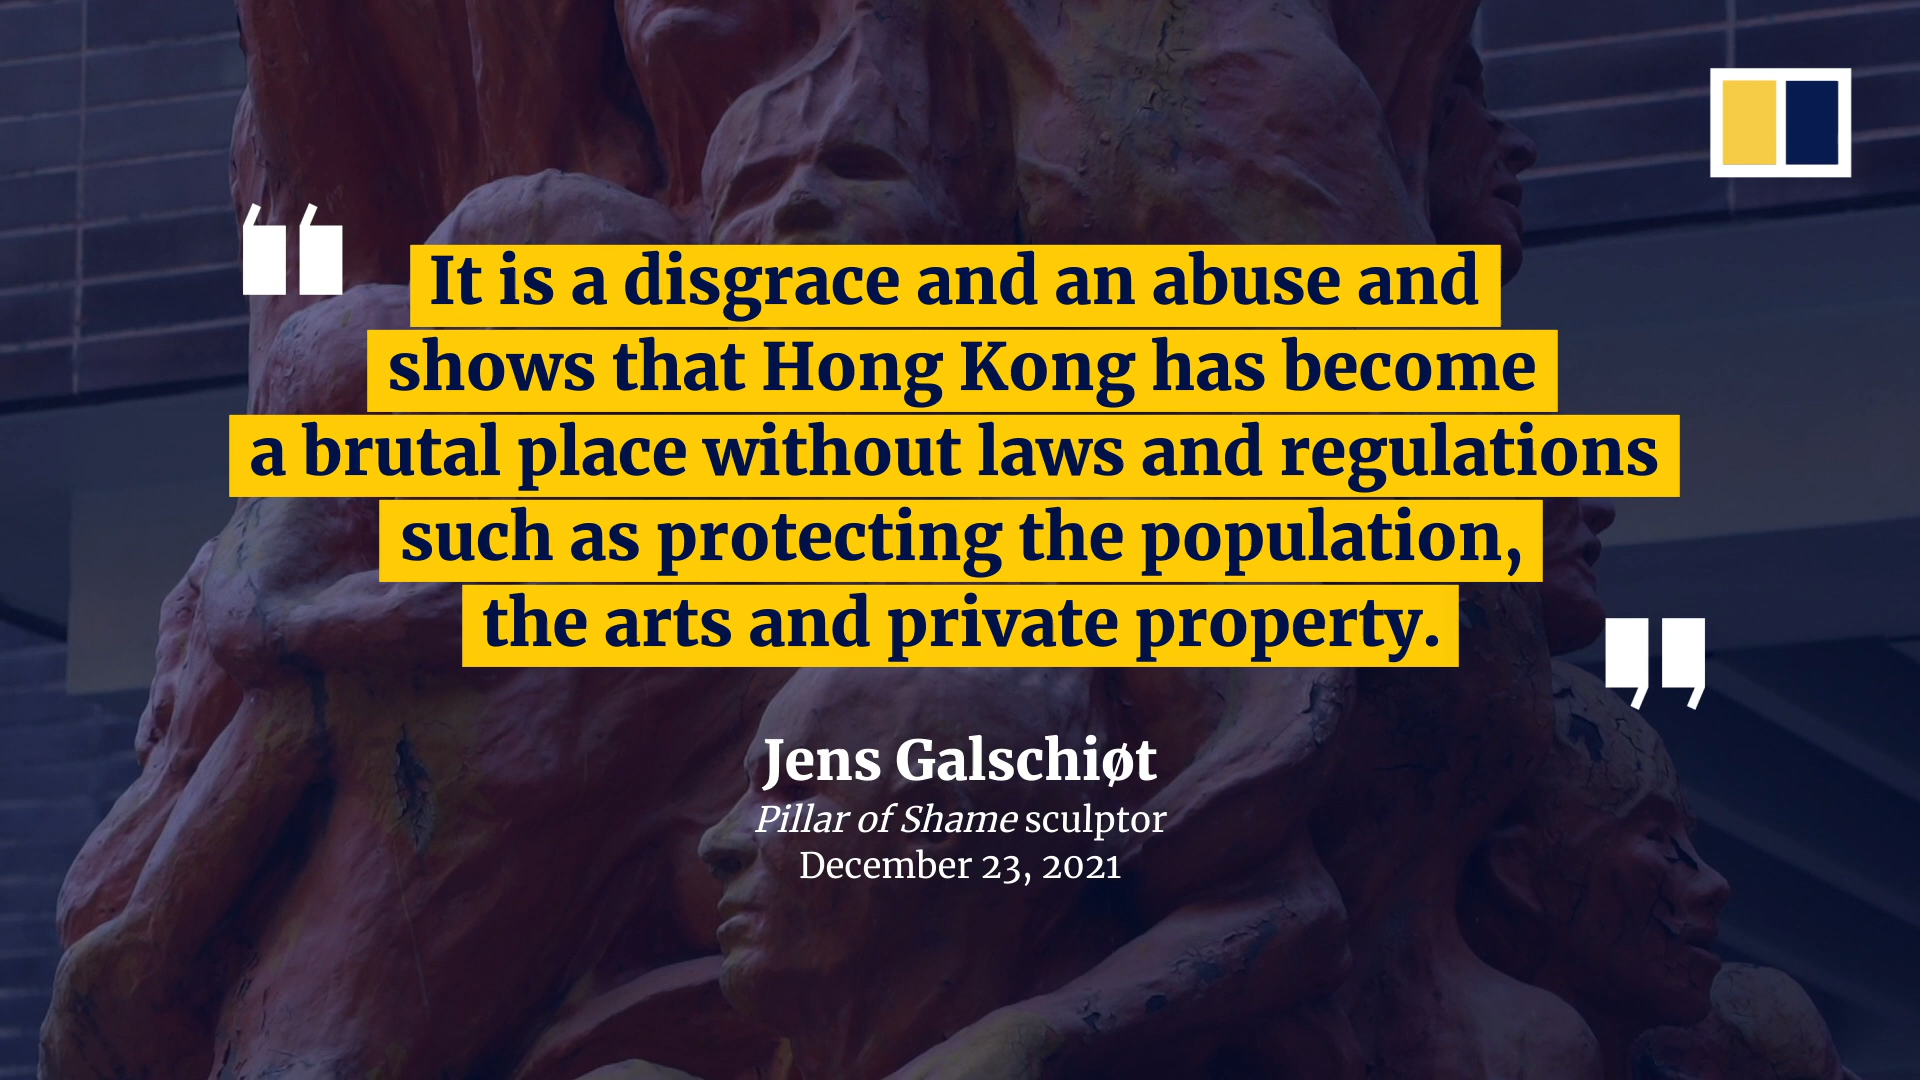 “
It is a disgrace and an abuse and
shows that Hong Kong has become
a brutal place without laws and regulations
such as protecting the population,
the arts and private property.
”
Jens Galschiøt
Pillar of Shame sculptor
December 23, 2021